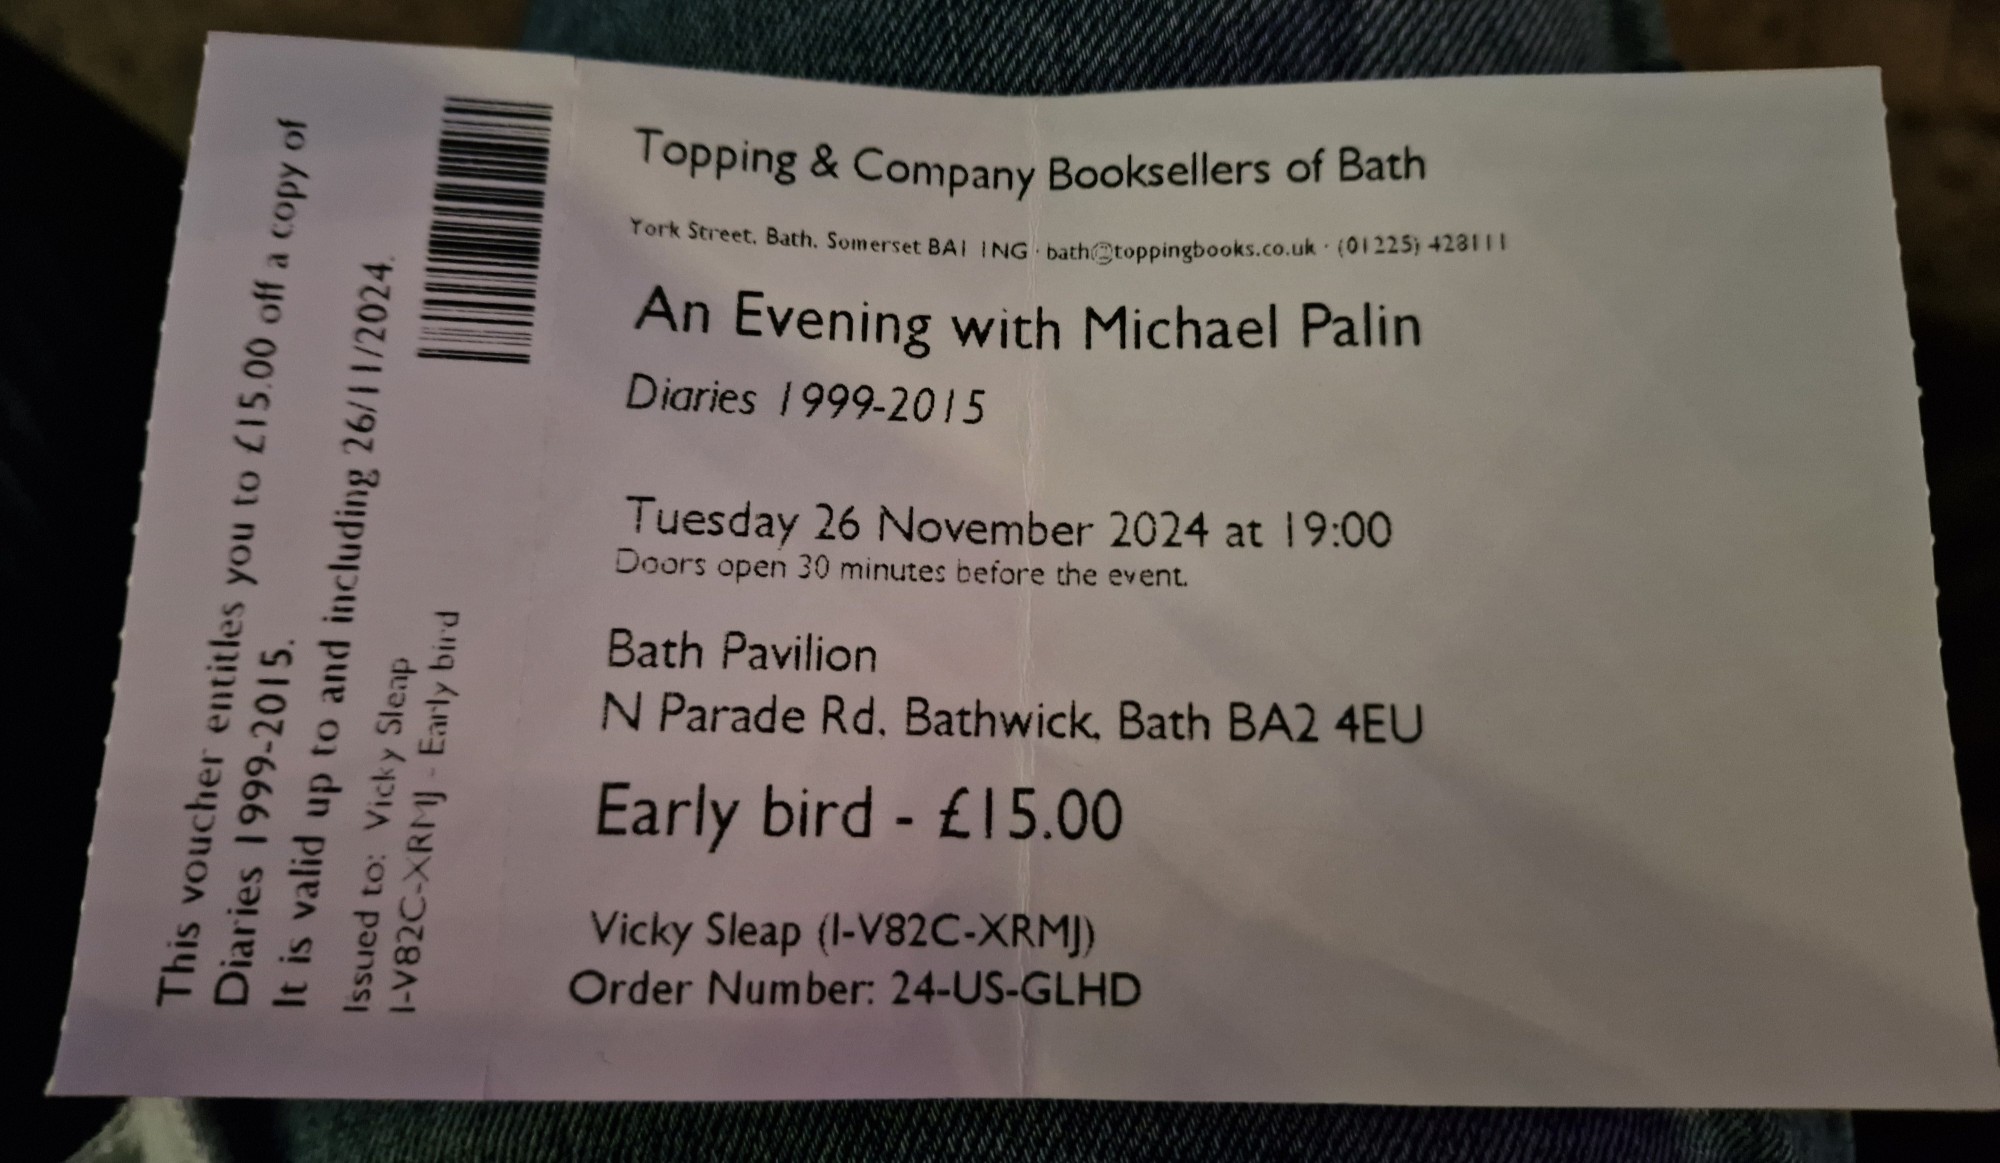 Topping & Company Booksellers of Bath
York Street, Bath, Somerset BA1 1NG · bath@toppingbooks.co.uk · (01225) 428111
An Evening with Michael Palin
Diaries 1999-2015
Tuesday 26 November 2024 at 19:00
Doors open 30 minutes before the event.
Bath Pavilion
N Parade Rd, Bathwick, Bath BA2 4EU
Early bird - £15.00
Vicky Sleap (I-V82C-XRMJ)
Order Number: 24-US-GLHD
This voucher entitles you to £15.00 off a copy of
Diaries 1999-2015.
It is valid up to and including 26/11/2024.
Issued to: Vicky Sleap
I-V82C-XRMJ - Early bird